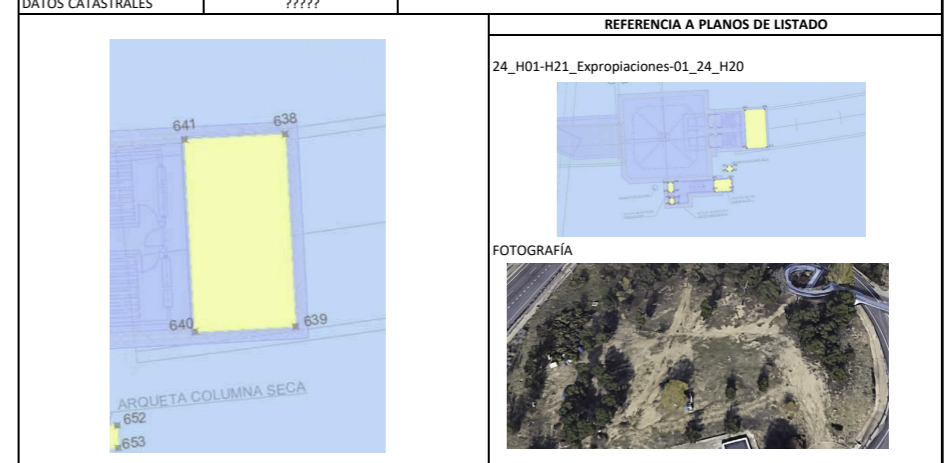 DATOS CATASTRALES
?????
REFERENCIA A PLANOS DE LISTADO
24_H01-H21_Expropiaciones-01_24_H20
641
638
640
639
ARQUETA COLUMNA SECA
652
653
FOTOGRAFÍA